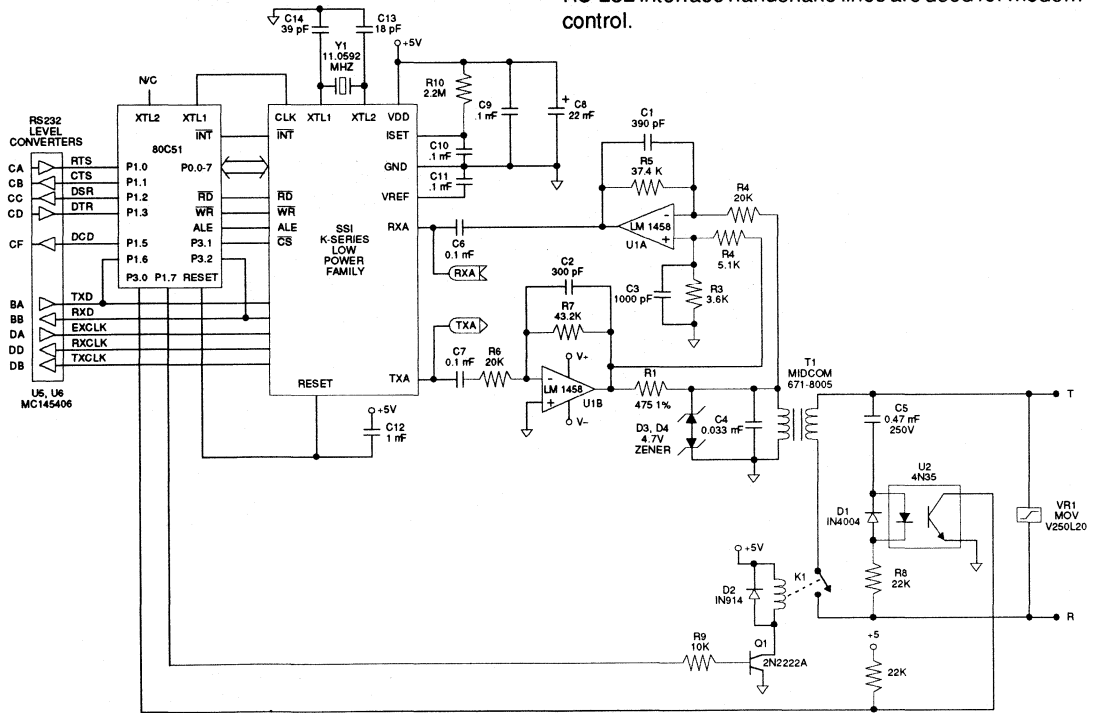 RS-232 interface handshake lines are used for modem
control.
C14
39 pF
C13
18 pF
Y1
11.0592
MHZ
+5V
N/C
R10
2.2M
C9
.1 mF
C8
22 mF
+
C1
390 pF
RS232
LEVEL
CONVERTERS
XTL2
XTL1
CLK
XTL1
XTL2
VDD
INT
INT
ISET
80C51
C10
.1 mF
R5
37.4 K
CA
RTS
P1.0
P0.0-7
GND
CB
CTS
P1.1
C11
.1 mF
R4
20K
CC
DSR
P1.2
RD
RD
VREF
CD
DTR
P1.3
WR
WR
ALE
ALE
RXA
-
LM 1458
+
U1A
CF
DCD
P1.5
P3.1
CS
SSI
K-SERIES
LOW
POWER
FAMILY
C6
0.1 mF
R4
5.1K
P1.6
P3.2
P3.0
P1.7
RESET
RXA
C2
300 pF
C3
1000 pF
R3
3.6K
BA
TXD
R7
43.2K
BB
RXD
DA
EXCLK
TXA
DD
RXCLK
T1
MIDCOM
671-8005
DB
TXCLK
C7
0.1 mF
R6
20K
V+
RESET
TXA
-
LM 1458
+
U1B
V–
R1
475 1%
T
U5, U6
MC145406
+5V
C12
1 mF
D3, D4
4.7V
ZENER
C4
0.033 mF
C5
0.47 mF
250V
U2
4N35
D1
IN4004
VR1
MOV
V250L20
+5V
D2
IN914
K1
R8
22K
R
R9
10K
Q1
2N2222A
+5
22K